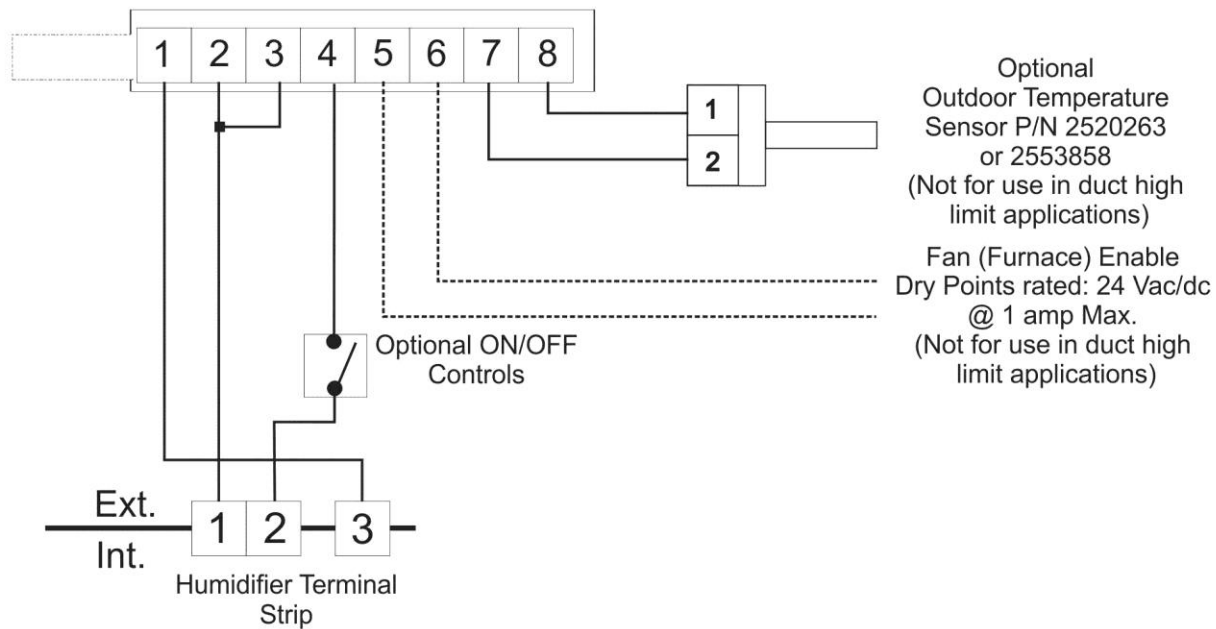 1 2 3 4 5 6 7 8
1
2
Optional
Outdoor Temperature
Sensor P/N 2520263
or 2553858
(Not for use in duct high
limit applications)
Fan (Furnace) Enable
Dry Points rated: 24 Vac/dc
@ 1 amp Max.
(Not for use in duct high
limit applications)
Optional ON/OFF
Controls
Ext.
Int.
1 2 3
Humidifier Terminal
Strip